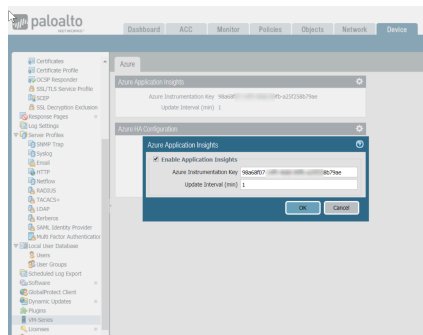 paloalto
NETWORKS
Dashboard
ACC
Monitor
Policies
Objects
Network
Device
Certificates
Certificate Profile
OCSP Responder
SSL/TLS Service Profile
SCEP
SSL Decryption Exclusion
Response Pages
Log Settings
Server Profiles
SNMP Trap
Syslog
Email
HTTP
Netflow
RADIUS
TACACS+
LDAP
Kerberos
SAML Identity Provider
Multi Factor Authentication
Local User Database
Users
User Groups
Scheduled Log Export
Software
GlobalProtect Client
Dynamic Updates
Plugins
VM-Series
Licenses
Azure
Azure Application Insights
Azure Instrumentation Key
Update Interval (min) 1
Azure HA Configuration
Azure Application Insights
Enable Application Insights
Azure Instrumentation Key 98a68f07 8b79ae
Update Interval (min) 1
OK
Cancel